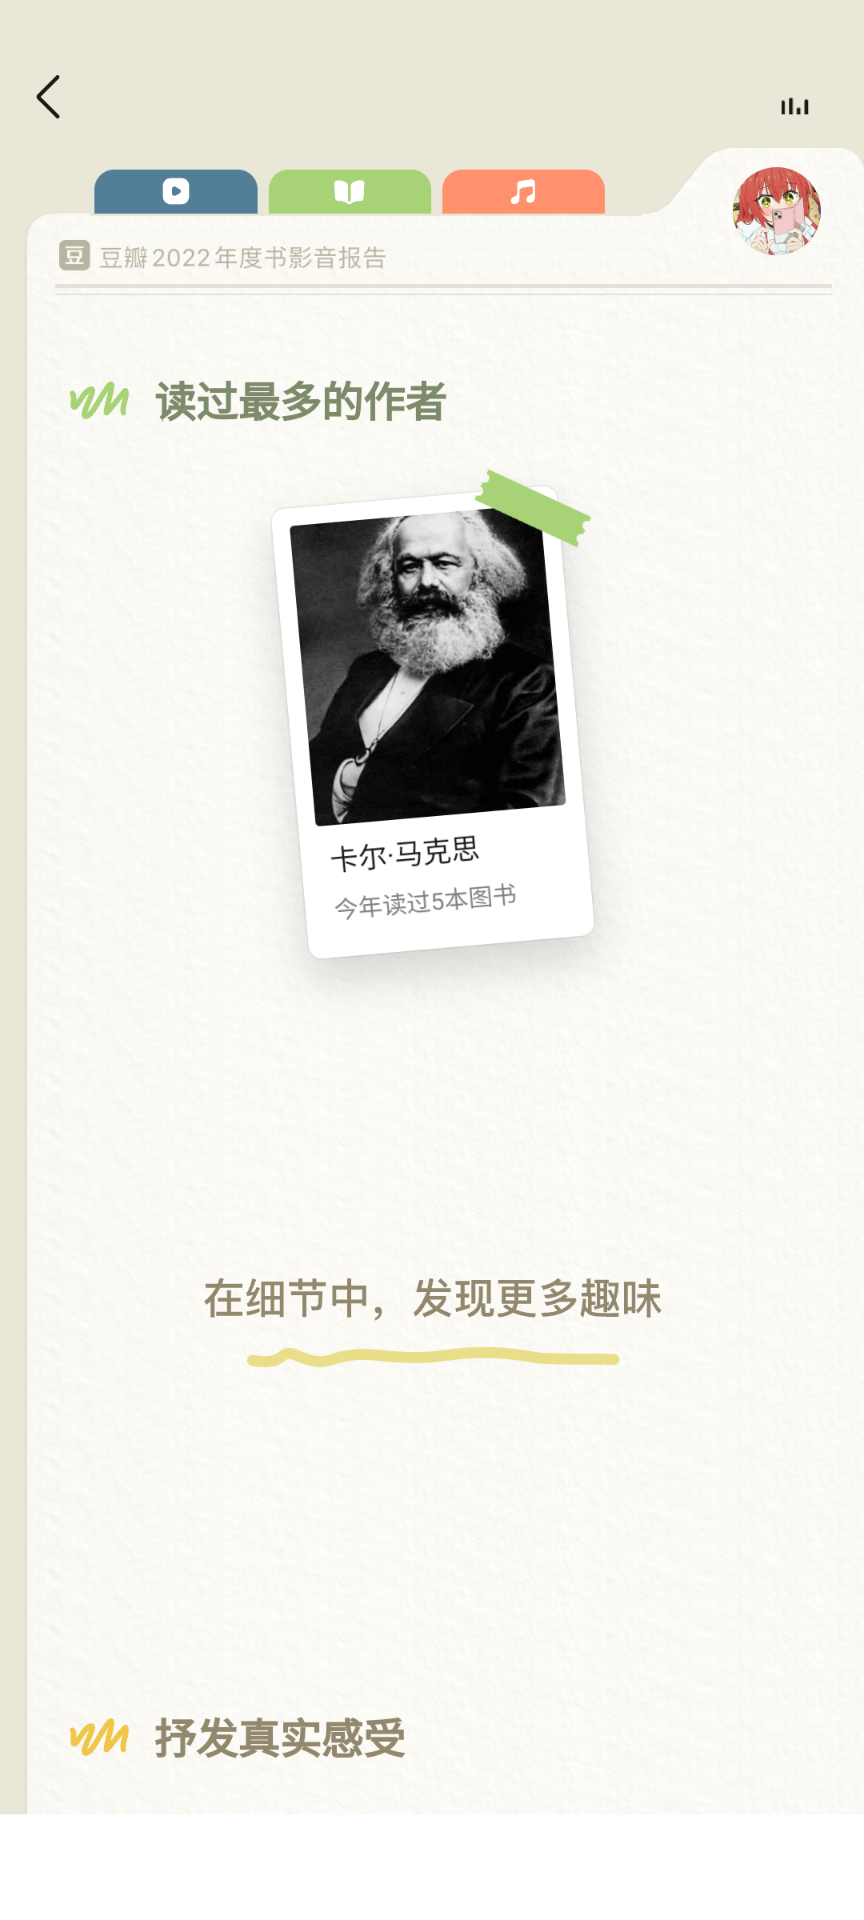 豆 豆瓣2022年度书影音报告
读过最多的作者
卡尔·马克思
今年读过5本图书
在细节中，发现更多趣味
抒发真实感受